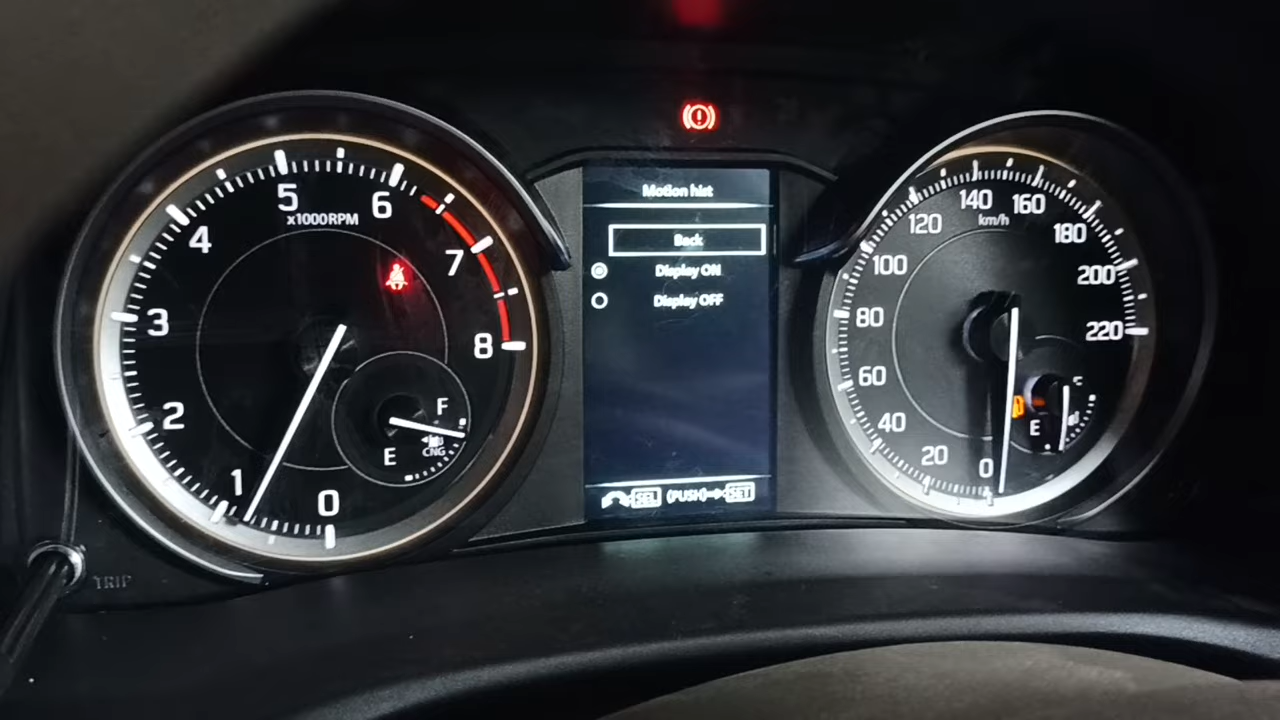 Motion hist
Back
Display ON
Display OFF
SEL (PUSH) SET
0
1
2
3
4
5
6
7
8
x1000RPM
F
E
CNG
TRIP
0
20
40
60
80
100
120
140
160
180
200
220
km/h
E